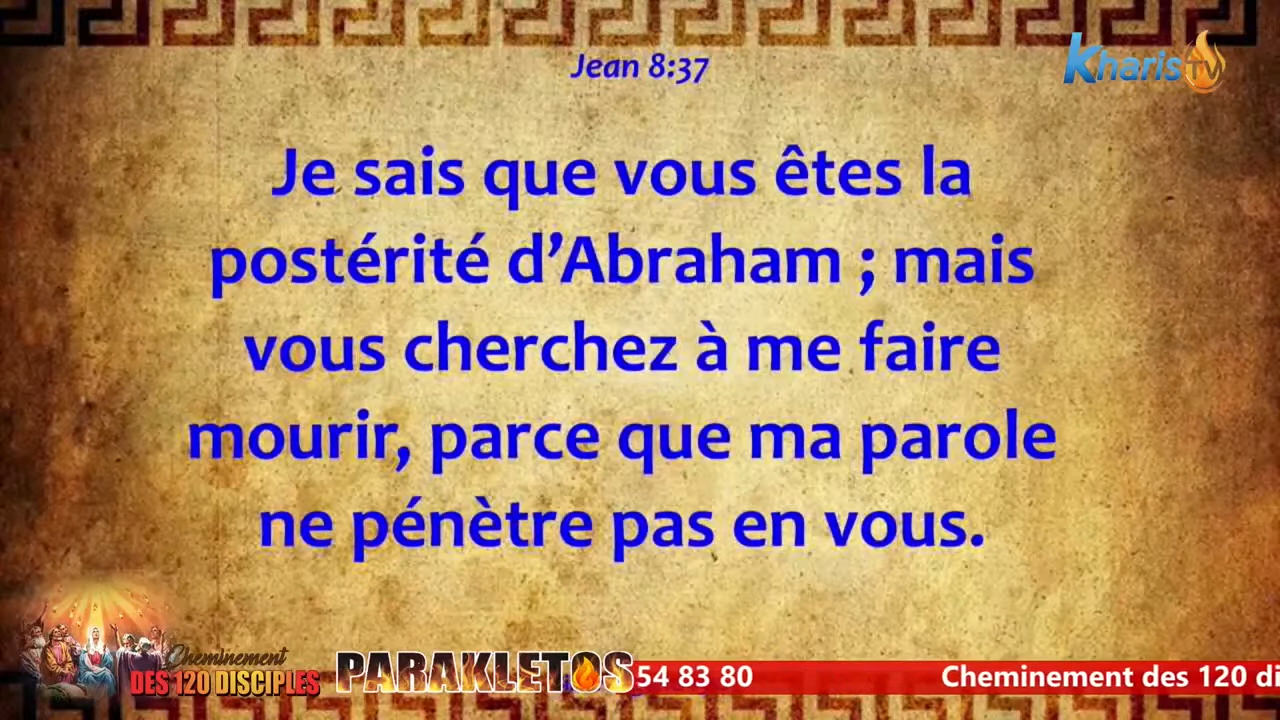 Jean 8:37
Kharis TV
Je sais que vous êtes la
postérité d’Abraham ; mais
vous cherchez à me faire
mourir, parce que ma parole
ne pénètre pas en vous.
Cheminement
DES 120 DISCIPLES
PARAKLETOS
54 83 80
Cheminement des 120 di